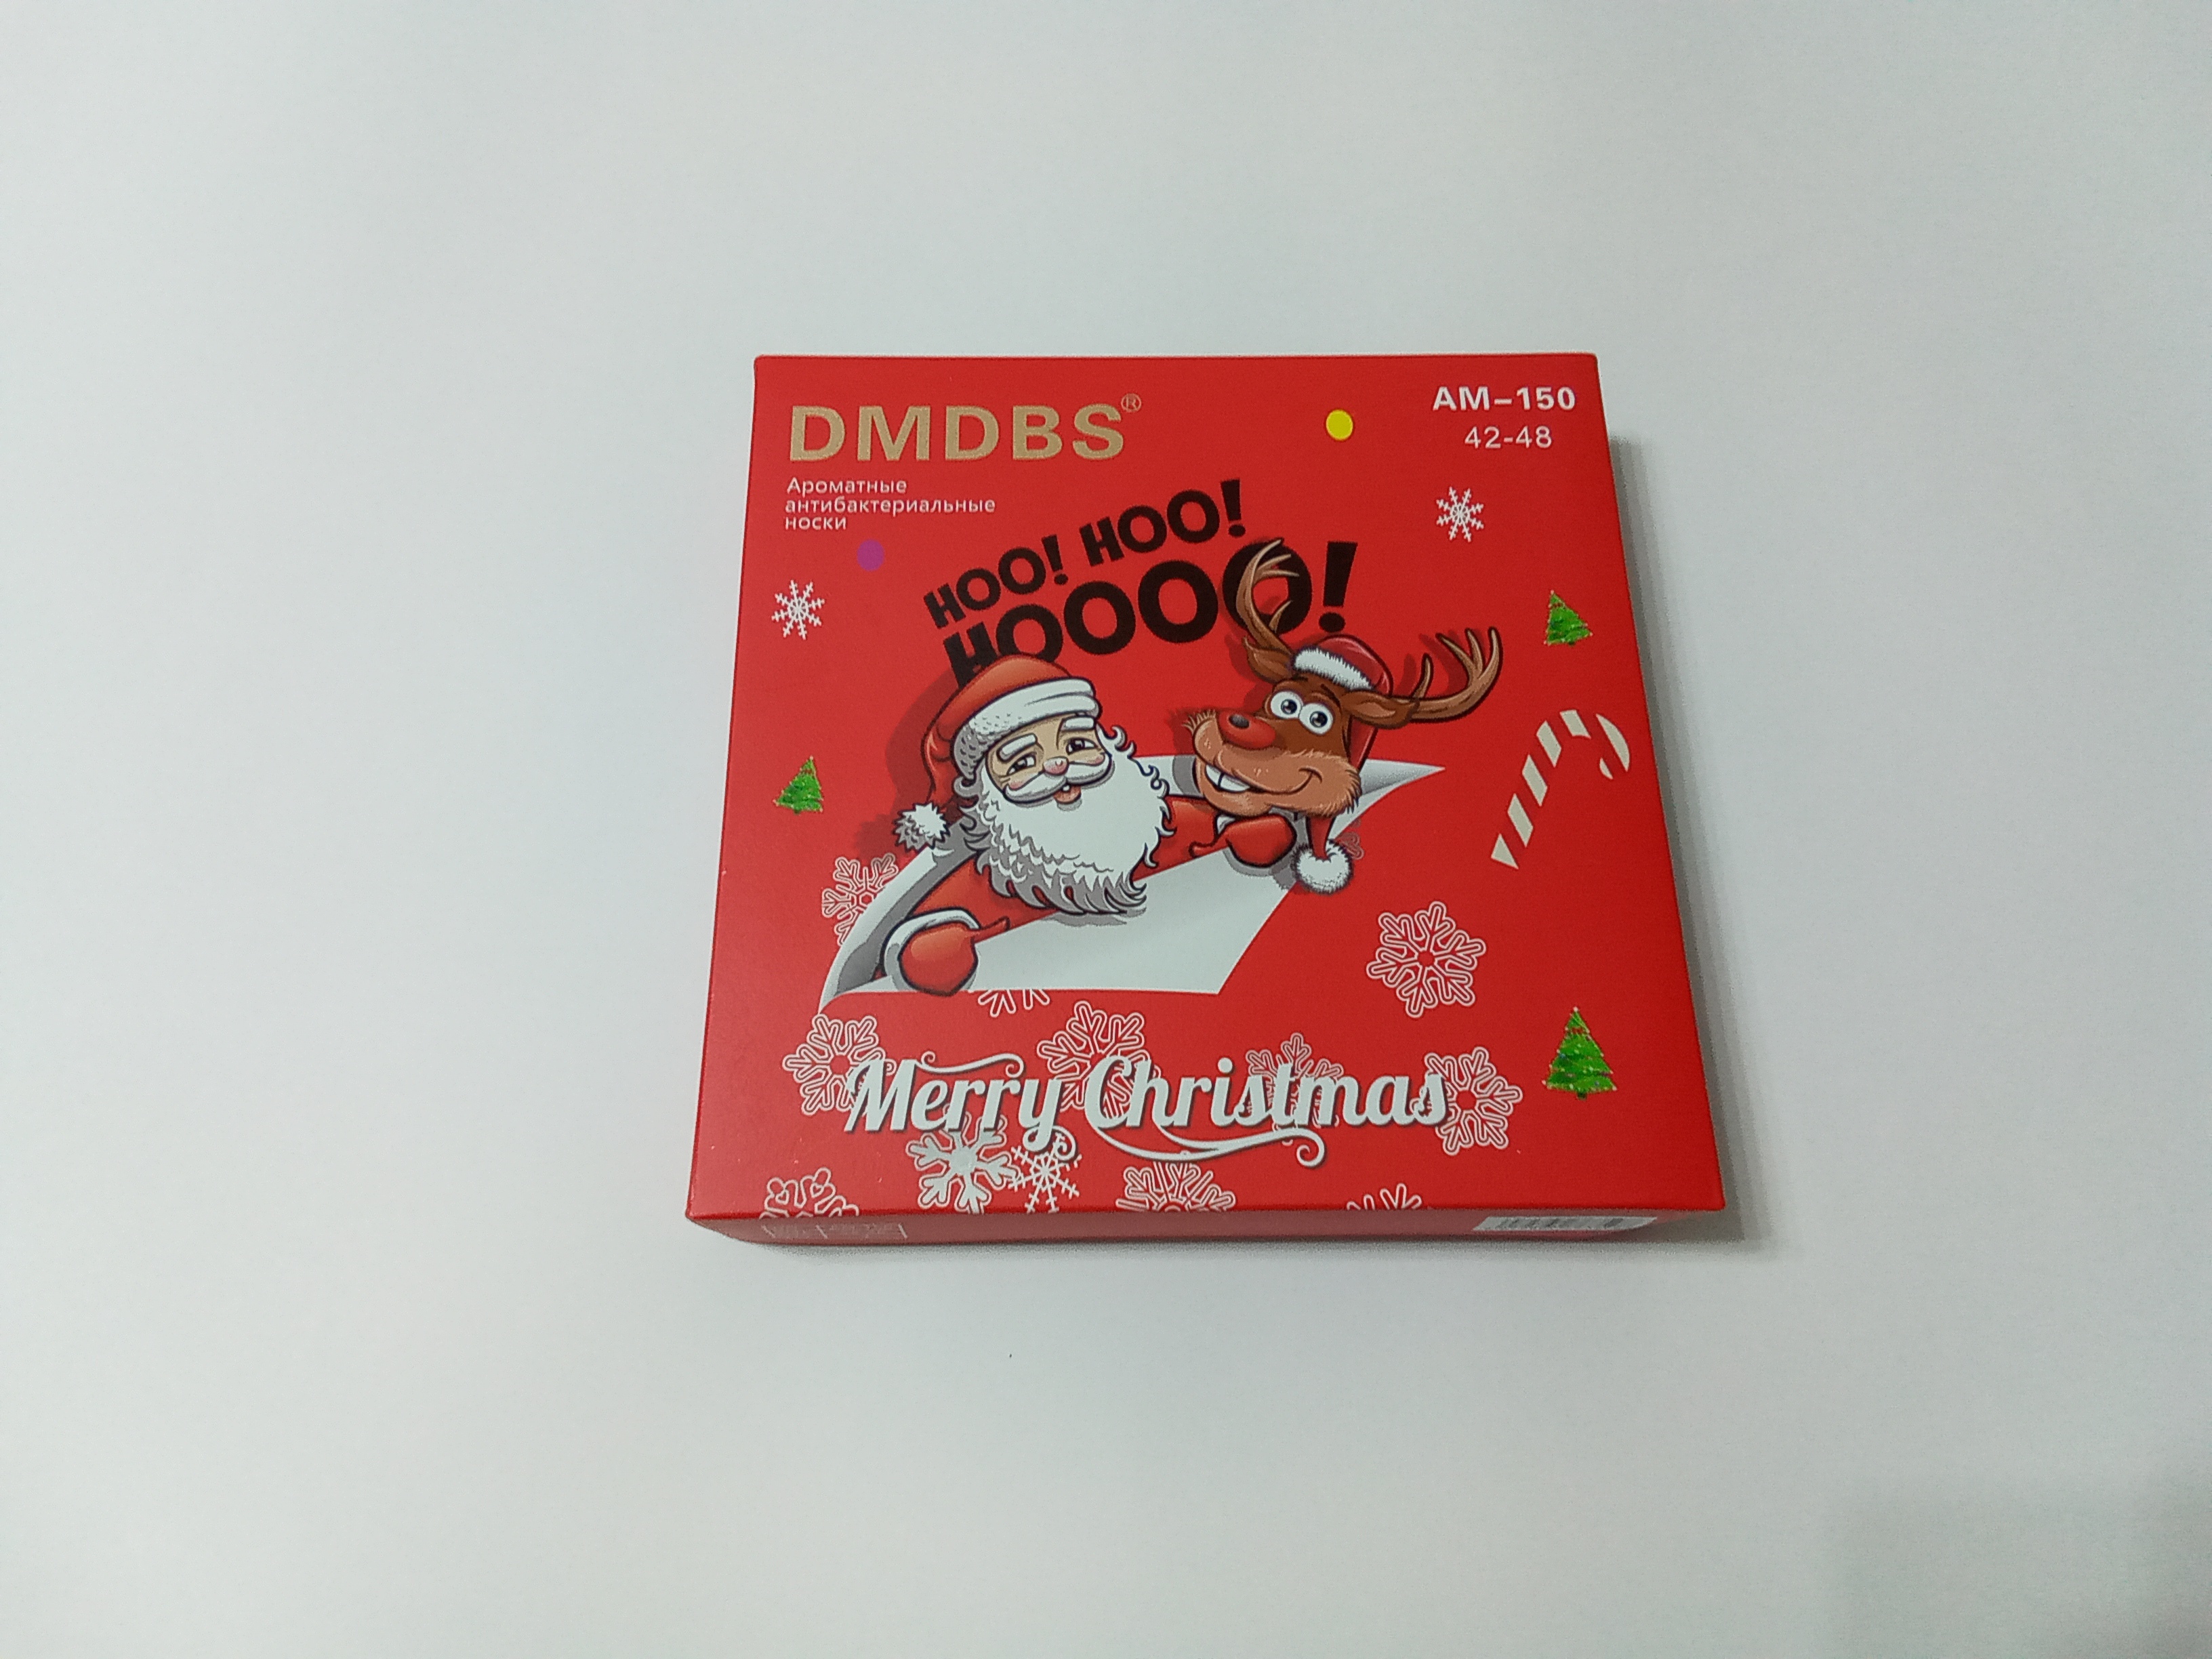 DMDBS®
AM-150
42-48
Ароматные
антибактериальные
носки
HOO! HOO!
HOOOO!
Merry Christmas